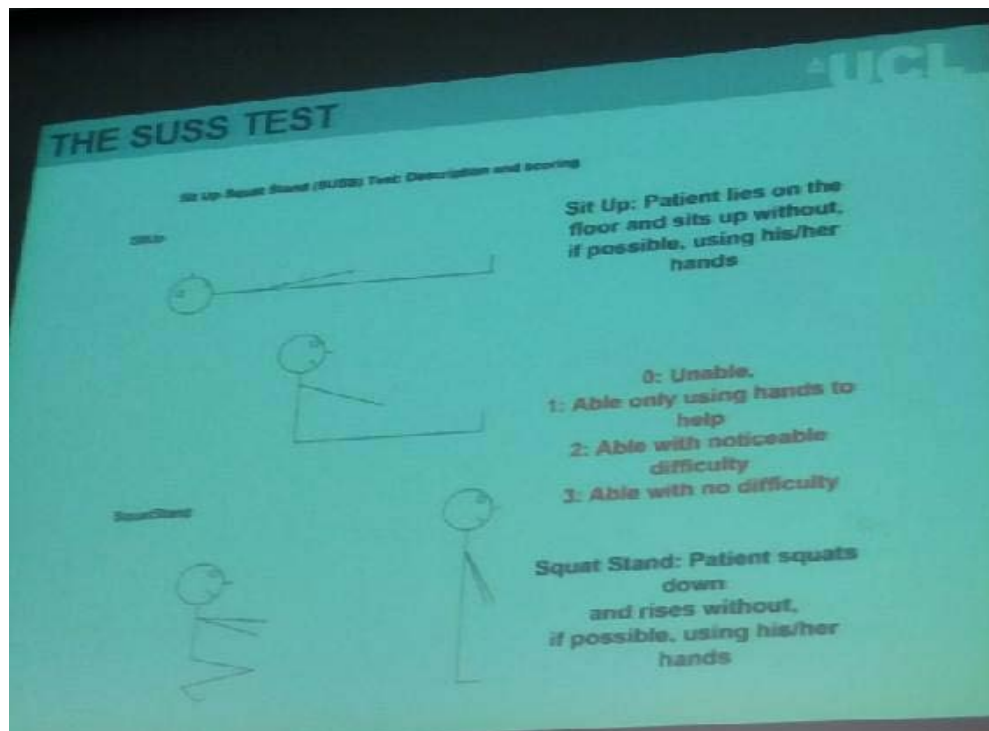 UCL
THE SUSS TEST
Sit Up-Squat Stand (SUSS) Test: Description and scoring
Sit Up: Patient lies on the
floor and sits up without,
if possible, using his/her
hands
Sit Up
0: Unable,
1: Able only using hands to
help
2: Able with noticeable
difficulty
3: Able with no difficulty
Squat Stand: Patient squats
down
and rises without,
if possible, using his/her
hands